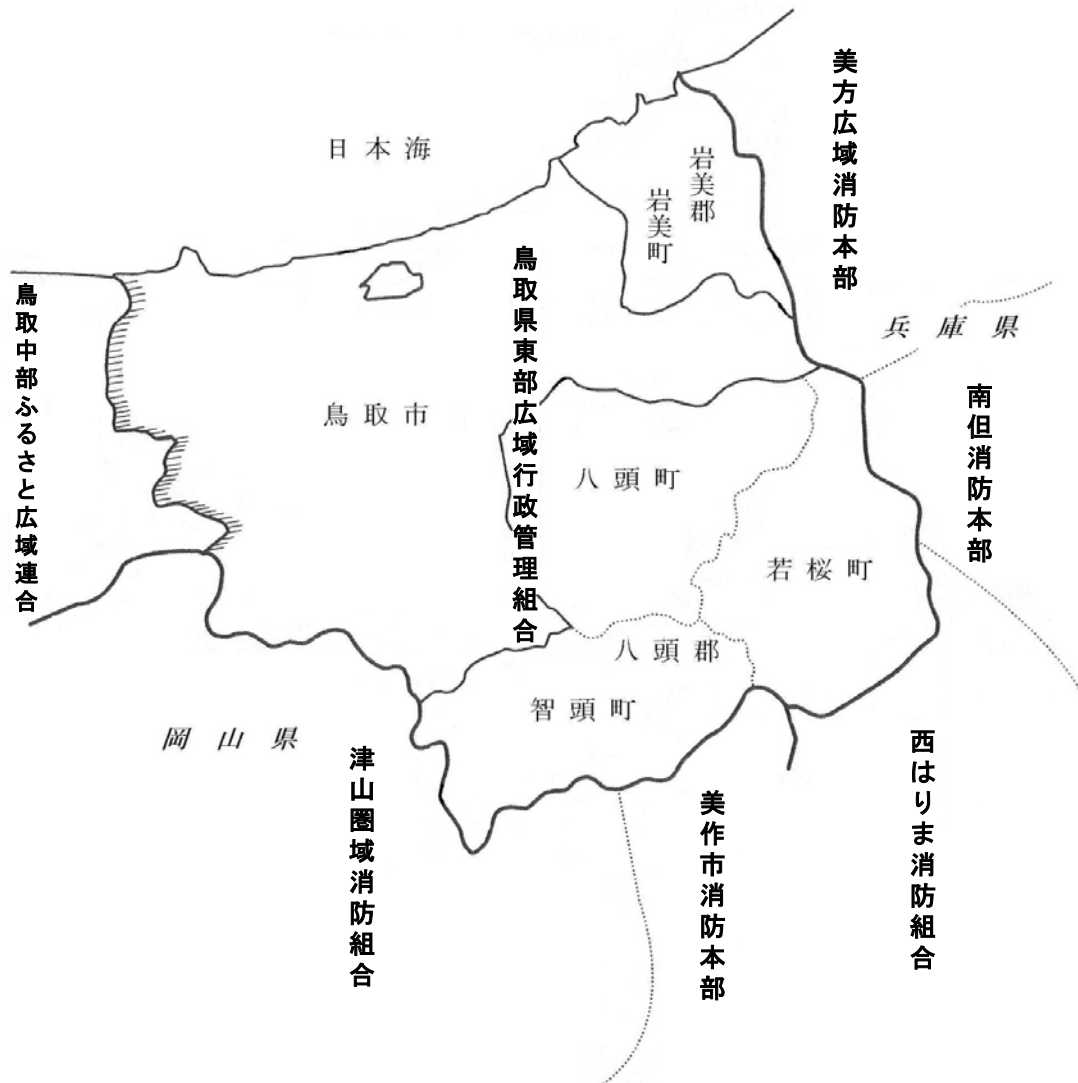 日本海
美方広域消防本部
岩美郡
岩美町
鳥取県東部広域行政管理組合
鳥取中部ふるさと広域連合
兵庫県
南但消防本部
鳥取市
八頭町
若桜町
八頭郡
智頭町
岡山県
津山圏域消防組合
美作市消防本部
西はりま消防組合